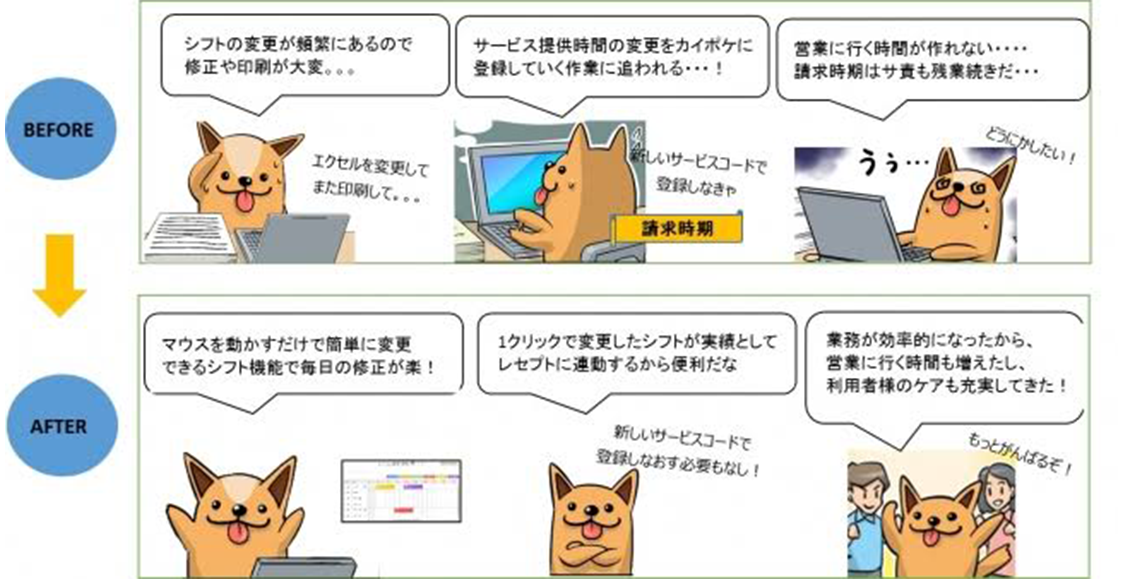 BEFORE
シフトの変更が頻繁にあるので
修正や印刷が大変。。。
エクセルを変更して
また印刷して。。。
サービス提供時間の変更をカイポケに
登録していく作業に追われる・・・！
新しいサービスコードで
登録しなきゃ
請求時期
営業に行く時間が作れない・・・・
請求時期はサ責も残業続きだ・・・
うぅ…
どうにかしたい！
AFTER
マウスを動かすだけで簡単に変更
できるシフト機能で毎日の修正が楽！
1クリックで変更したシフトが実績として
レセプトに連動するから便利だな
新しいサービスコードで
登録しなおす必要もなし！
業務が効率的になったから、
営業に行く時間も増えたし、
利用者様のケアも充実してきた！
もっとがんばるぞ！